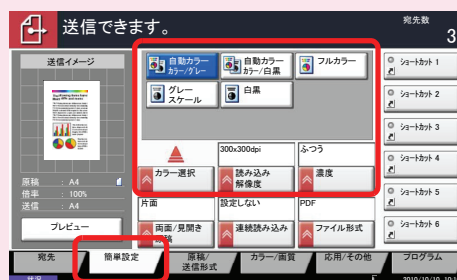 送信できます。
宛先数
3
送信イメージ
原稿 : A4
倍率 : 100%
送信 : A4
プレビュー
自動カラー
カラー/グレー
自動カラー
カラー/白黒
フルカラー
グレー
スケール
白黒
カラー選択
300x300dpi
読み込み
解像度
ふつう
濃度
片面
両面/見開き
原稿
設定しない
連続読み込み
PDF
ファイル形式
ショートカット 1
ショートカット 2
ショートカット 3
ショートカット 4
ショートカット 5
ショートカット 6
宛先
簡単設定
原稿/
送信形式
カラー/画質
応用/その他
プログラム
状況